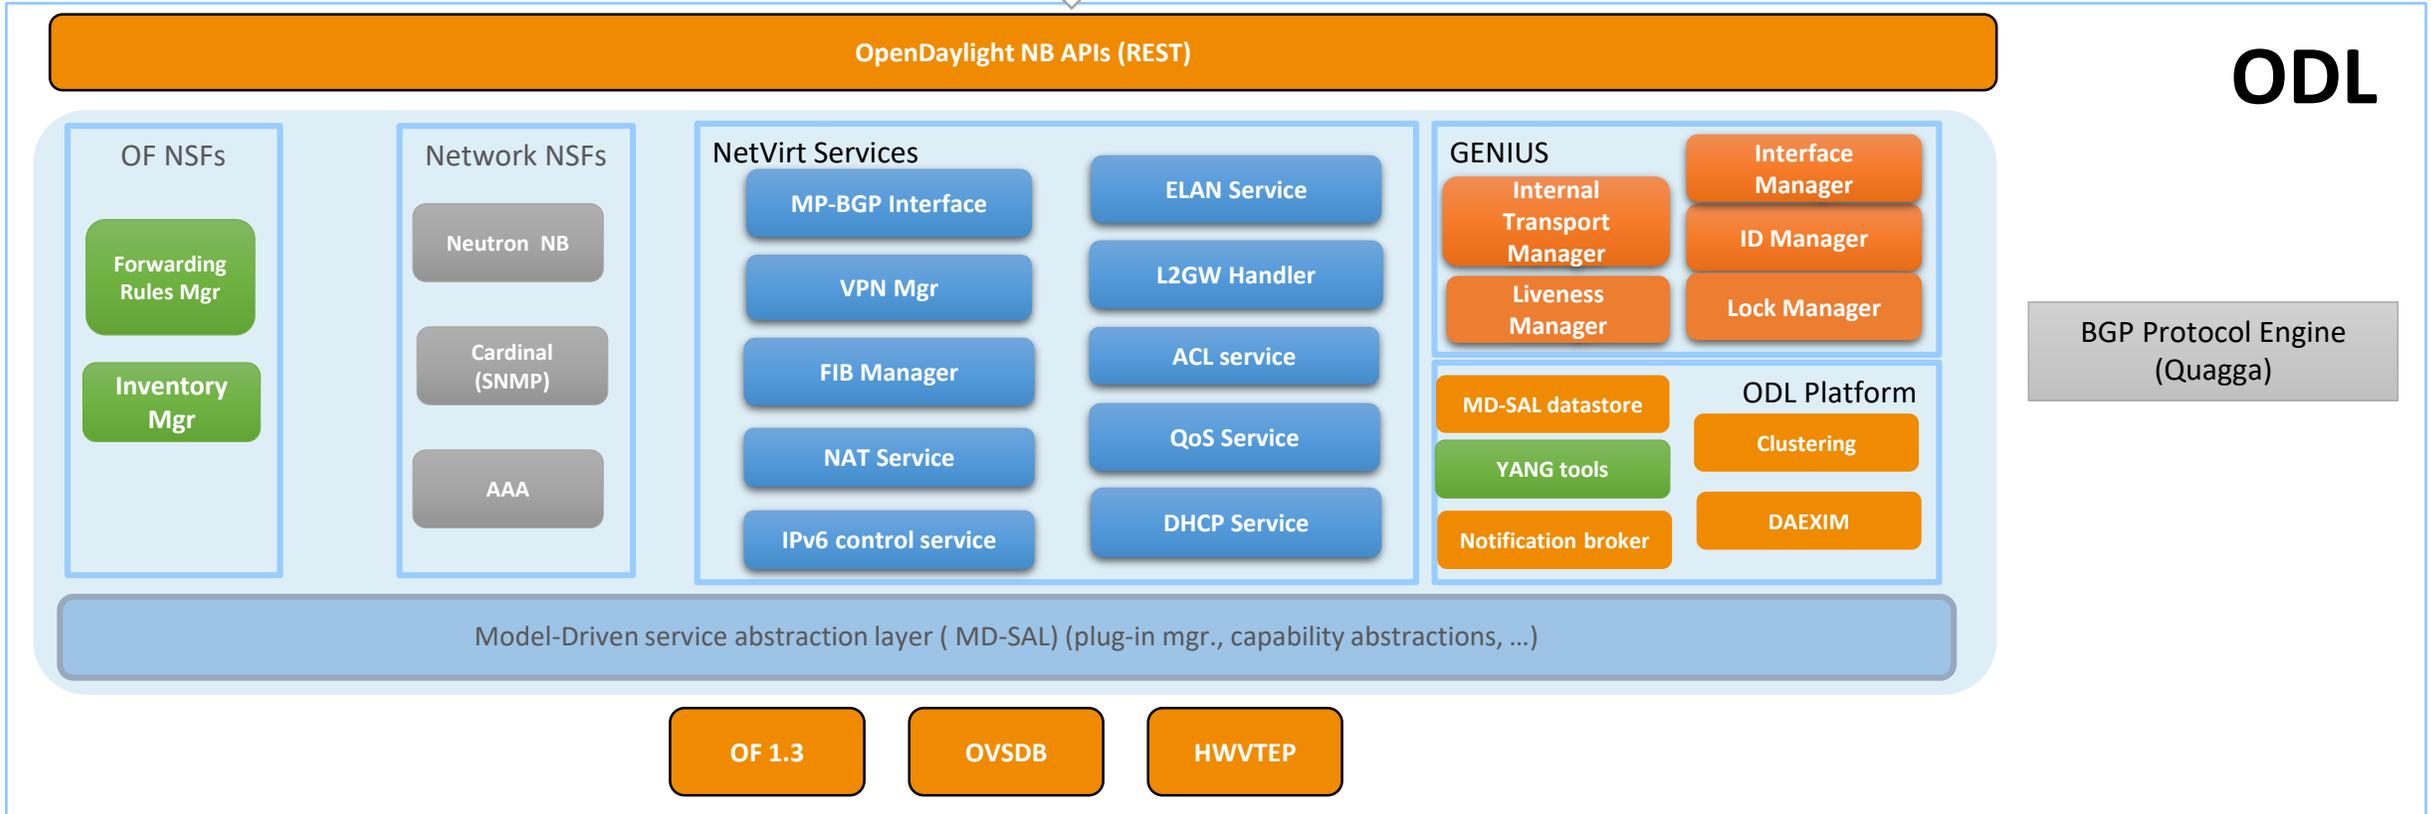 OpenDaylight NB APIs (REST)
ODL
OF NSFs
Forwarding
Rules Mgr
Inventory
Mgr
Network NSFs
Neutron NB
Cardinal
(SNMP)
AAA
NetVirt Services
MP-BGP Interface
VPN Mgr
FIB Manager
NAT Service
IPv6 control service
ELAN Service
L2GW Handler
ACL service
QoS Service
DHCP Service
GENIUS
Internal
Transport
Manager
Liveness
Manager
Interface
Manager
ID Manager
Lock Manager
ODL Platform
MD-SAL datastore
YANG tools
Notification broker
Clustering
DAEXIM
BGP Protocol Engine
(Quagga)
Model-Driven service abstraction layer ( MD-SAL) (plug-in mgr., capability abstractions, ...)
OF 1.3
OVSDB
HWVTEP